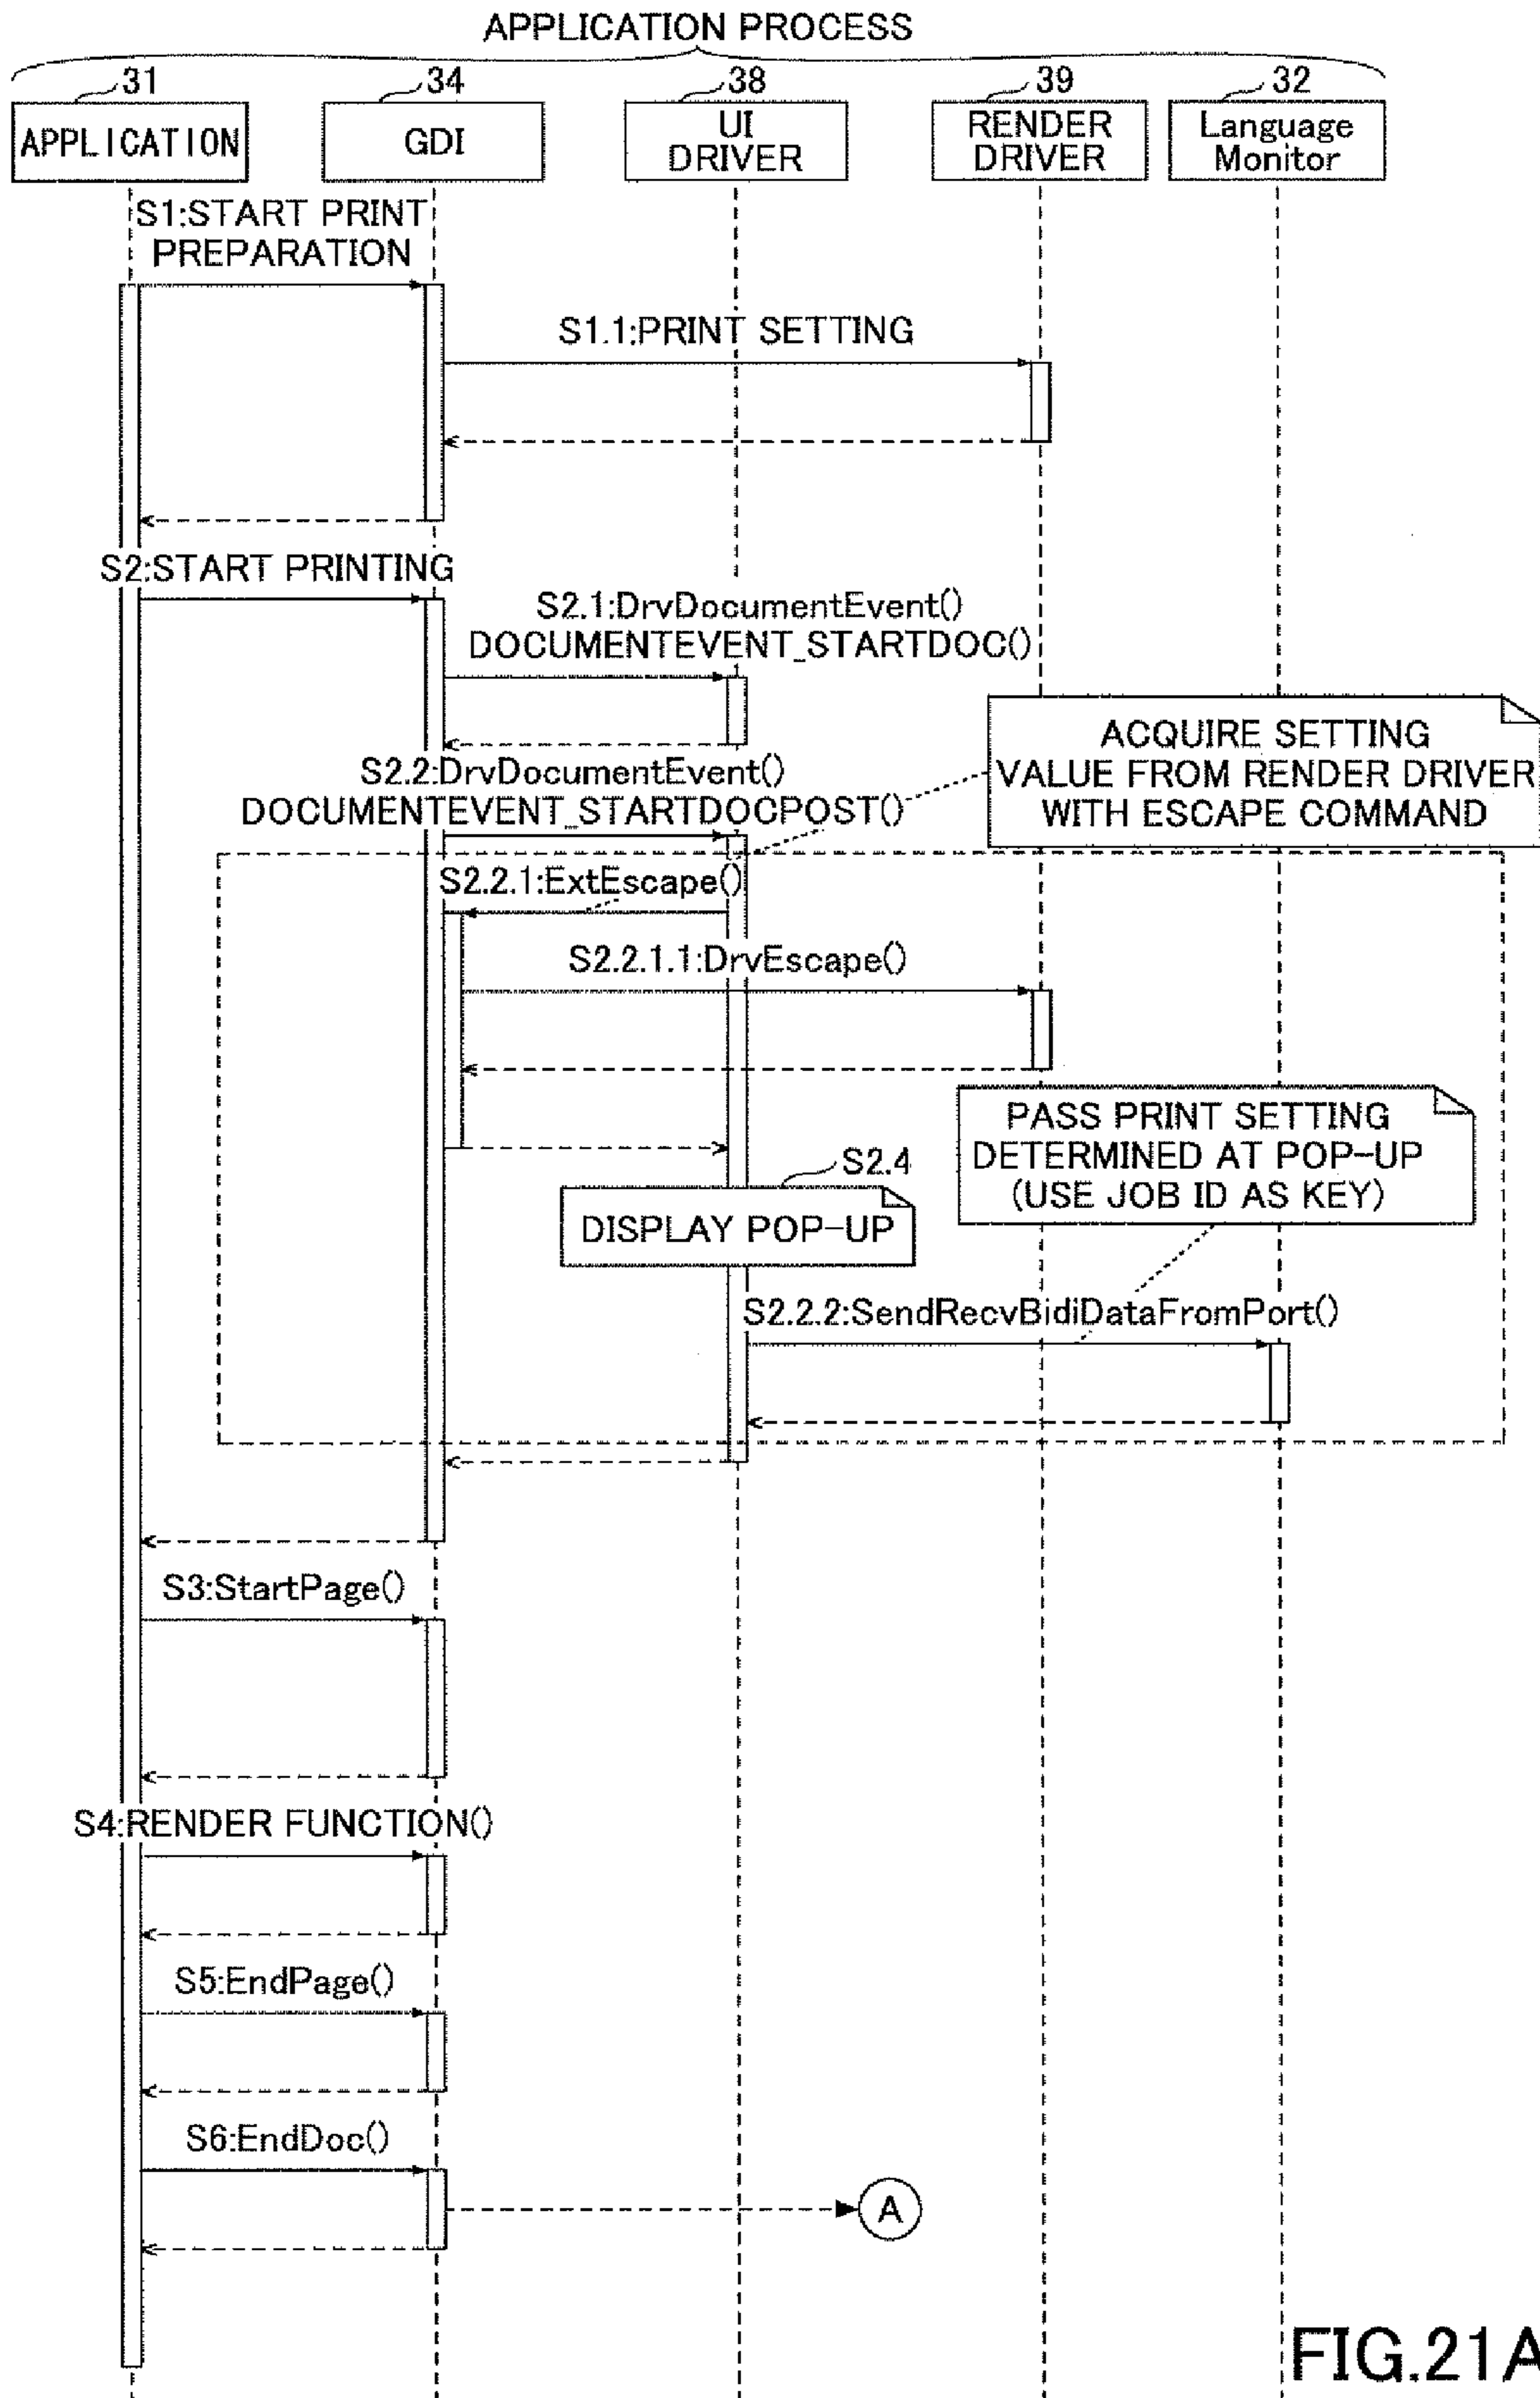 APPLICATION PROCESS
31
34
38
39
32
APPLICATION
GDI
UI
DRIVER
RENDER
DRIVER
Language
Monitor
S1:START PRINT
PREPARATION
S1.1:PRINT SETTING
S2:START PRINTING
S2.1:DrvDocumentEvent()
DOCUMENTEVENT_STARTDOC()
ACQUIRE SETTING
VALUE FROM RENDER DRIVER
WITH ESCAPE COMMAND
S2.2:DrvDocumentEvent()
DOCUMENTEVENT_STARTDOCPOST()
S2.2.1:ExtEscape()
S2.2.1.1:DrvEscape()
PASS PRINT SETTING
DETERMINED AT POP-UP
(USE JOB ID AS KEY)
S2.4
DISPLAY POP-UP
S2.2.2:SendRecvBidiDataFromPort()
S3:StartPage()
S4:RENDER FUNCTION()
S5:EndPage()
S6:EndDoc()
A
FIG.21A